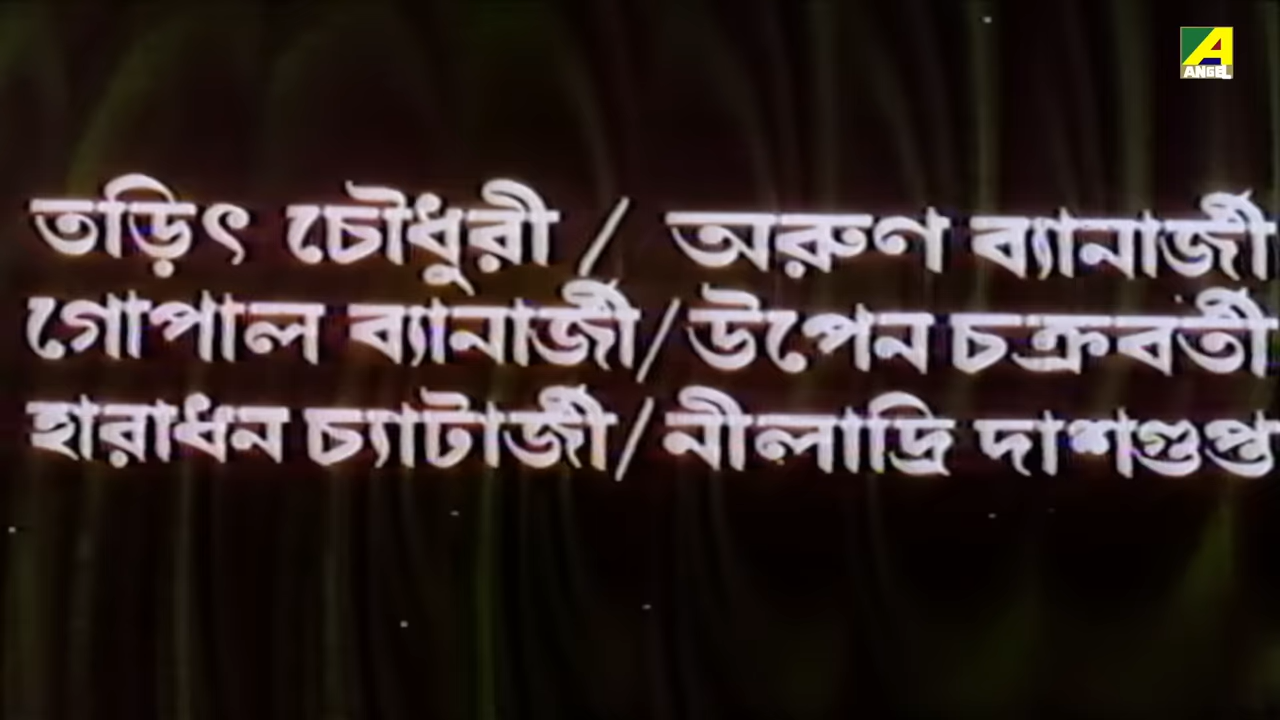 ANGEL
তড়িৎ চৌধুরী / অরুণ ব্যানার্জী
গোপাল ব্যানার্জী / উপেন চক্রবর্তী
হারাধন চ্যাটার্জী / নীলাদ্রি দাশগুপ্ত